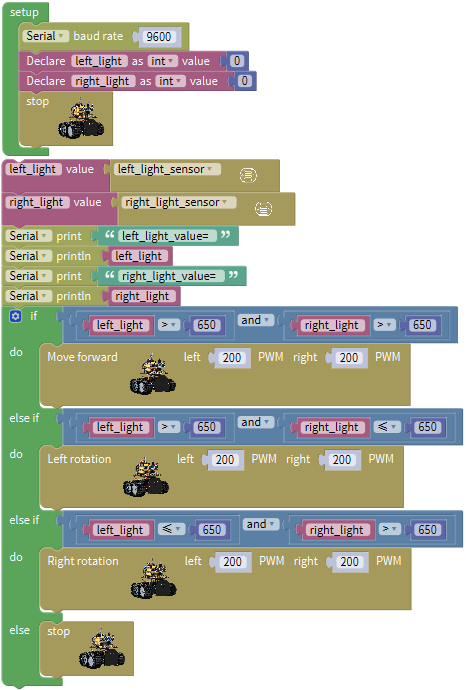 setup
Serial baud rate 9600
Declare left_light as int value 0
Declare right_light as int value 0
stop
left_light value left_light_sensor
right_light value right_light_sensor
Serial print “ left_light_value= ”
Serial println left_light
Serial print “ right_light_value= ”
Serial println right_light
if left_light > 650 and right_light > 650
do Move forward left 200 PWM right 200 PWM
else if left_light > 650 and right_light ≤ 650
do Left rotation left 200 PWM right 200 PWM
else if left_light ≤ 650 and right_light > 650
do Right rotation left 200 PWM right 200 PWM
else stop